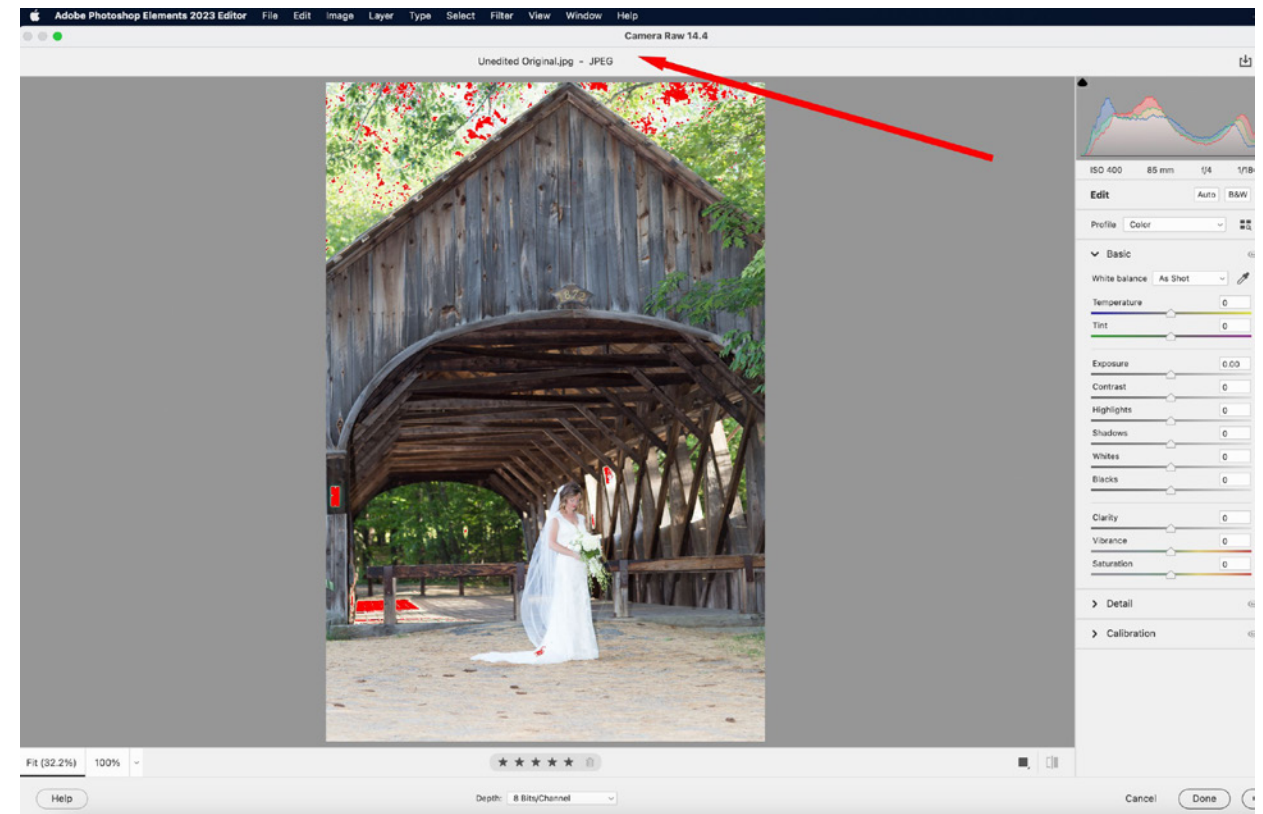 Adobe Photoshop Elements 2023 Editor File Edit Image Layer Type Select Filter View Window Help
Camera Raw 14.4
Unedited Original.jpg - JPEG
ISO 400 85 mm f/4
Edit Auto B&W
Profile Color
Basic
White balance As Shot
Temperature 0
Tint 0
Exposure 0.00
Contrast 0
Highlights 0
Shadows 0
Whites 0
Blacks 0
Clarity 0
Vibrance 0
Saturation 0
Detail
Calibration
1872
Fit (32.2%) 100%
Help
Depth: 8 Bits/Channel
Cancel Done